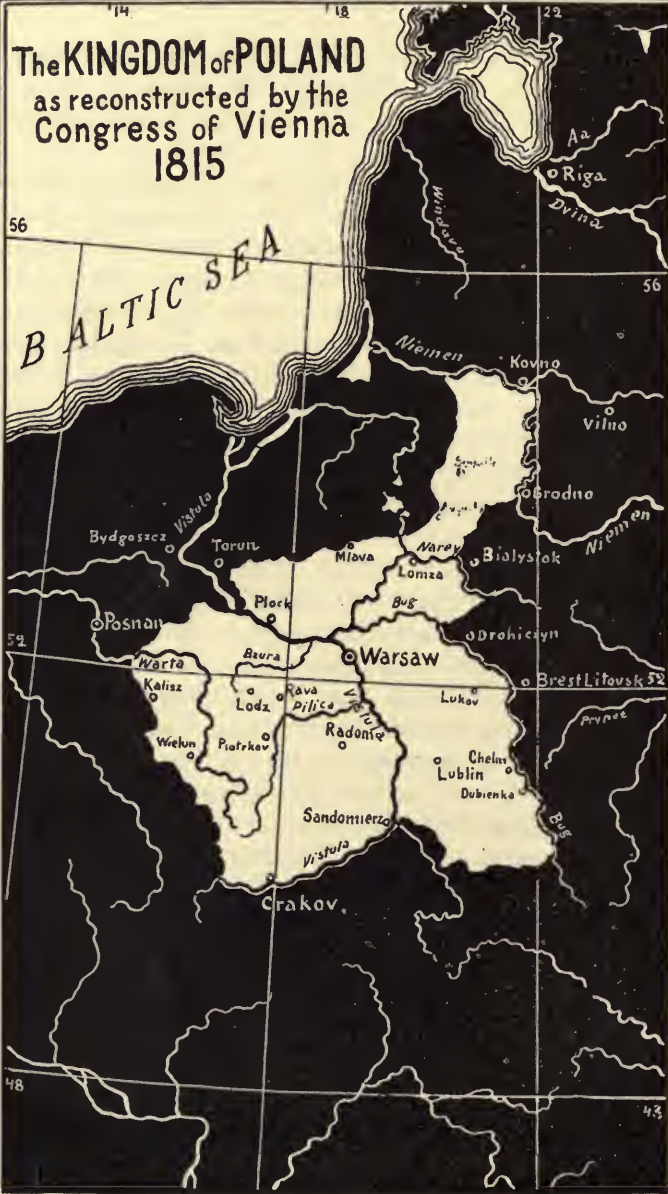 14
18
22
The KINGDOM of POLAND
as reconstructed by the
Congress of Vienna
1815
Aa
Riga
Dvina
Windava
56
BALTIC SEA
56
Niemen
Kovno
Vilno
Grodno
Niemen
Vistula
Bydgoszcz
Torun
Mlava
Narev
Lomza
Bialystok
Bug
Plock
Posnan
Drohiczyn
52
Warta
Bzura
Warsaw
Brest Litovsk 52
Kalisz
Lodz
Rava
Pilica
Vistula
Lukov
Prypet
Wielun
Piotrkov
Radom
Chelm
Lublin
Dubienka
Sandomierz
Bug
Vistula
Crakov.
48